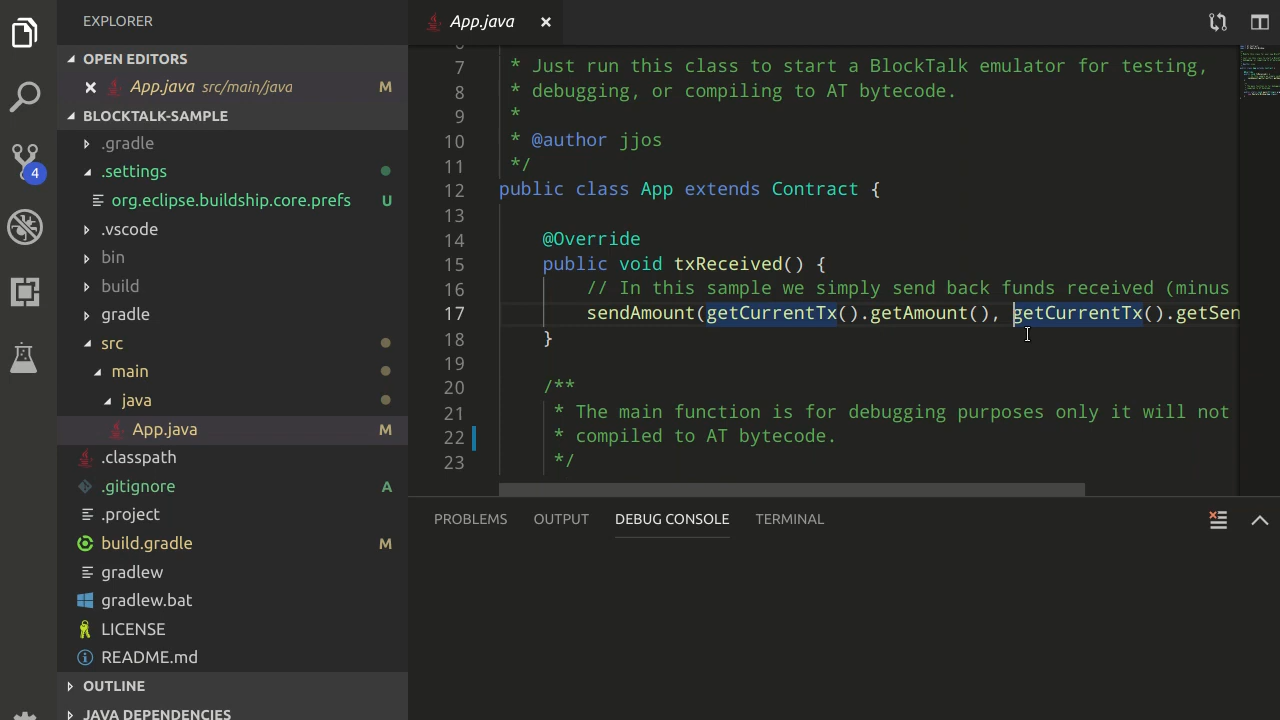 EXPLORER
OPEN EDITORS
App.java src/main/java M
BLOCKTALK-SAMPLE
.gradle
.settings
org.eclipse.buildship.core.prefs U
.vscode
bin
build
gradle
src
main
java
App.java M
.classpath
.gitignore A
.project
build.gradle M
gradlew
gradlew.bat
LICENSE
README.md
OUTLINE
JAVA DEPENDENCIES
4
App.java
7 * Just run this class to start a BlockTalk emulator for testing,
8 * debugging, or compiling to AT bytecode.
9 *
10 * @author jjos
11 */
12 public class App extends Contract {
13
14 @Override
15 public void txReceived() {
16 // In this sample we simply send back funds received (minus
17 sendAmount(getCurrentTx().getAmount(), getCurrentTx().getSen
18 }
19
20 /**
21 * The main function is for debugging purposes only it will not
22 * compiled to AT bytecode.
23 */
PROBLEMS OUTPUT DEBUG CONSOLE TERMINAL